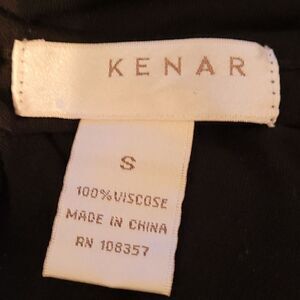 KENAR
S
100% VISCOSE
MADE IN CHINA
RN 108357